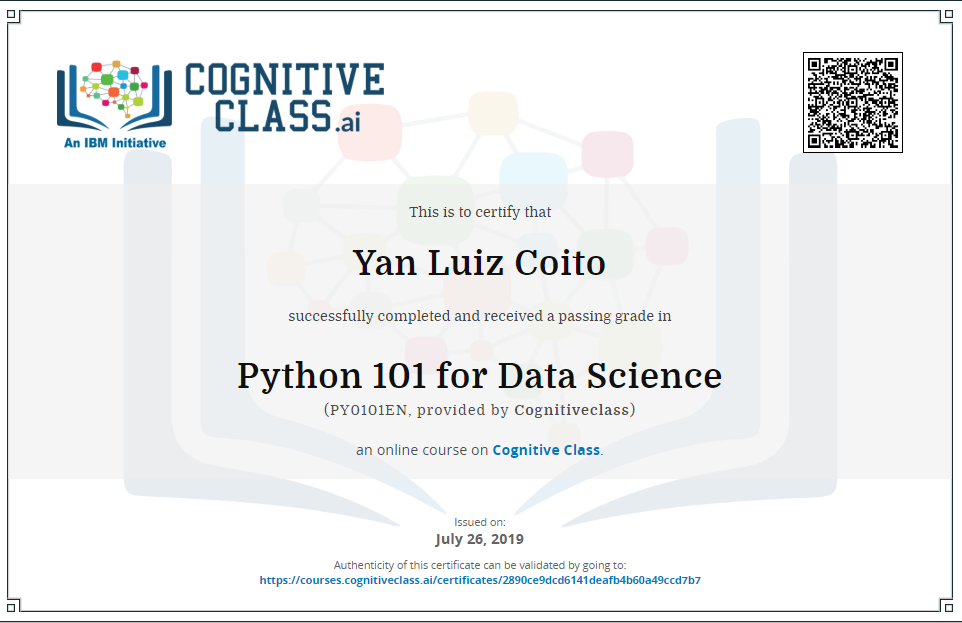 COGNITIVE
CLASS.ai
An IBM Initiative
This is to certify that
Yan Luiz Coito
successfully completed and received a passing grade in
Python 101 for Data Science
(PY0101EN, provided by Cognitiveclass)
an online course on Cognitive Class.
Issued on:
July 26, 2019
Authenticity of this certificate can be validated by going to:
https://courses.cognitiveclass.ai/certificates/2890ce9dcd6141deafb4b60a49ccd7b7